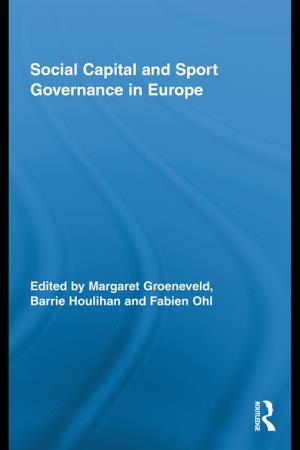 Social Capital and Sport
Governance in Europe
Edited by Margaret Groeneveld,
Barrie Houlihan and Fabien Ohl
ROUTLEDGE